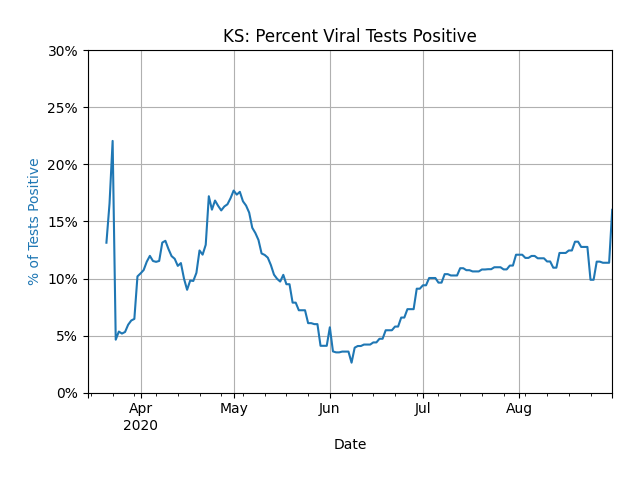 KS: Percent Viral Tests Positive
30%
25%
20%
15%
10%
5%
0%
% of Tests Positive
Apr
2020
May
Jun
Jul
Aug
Date